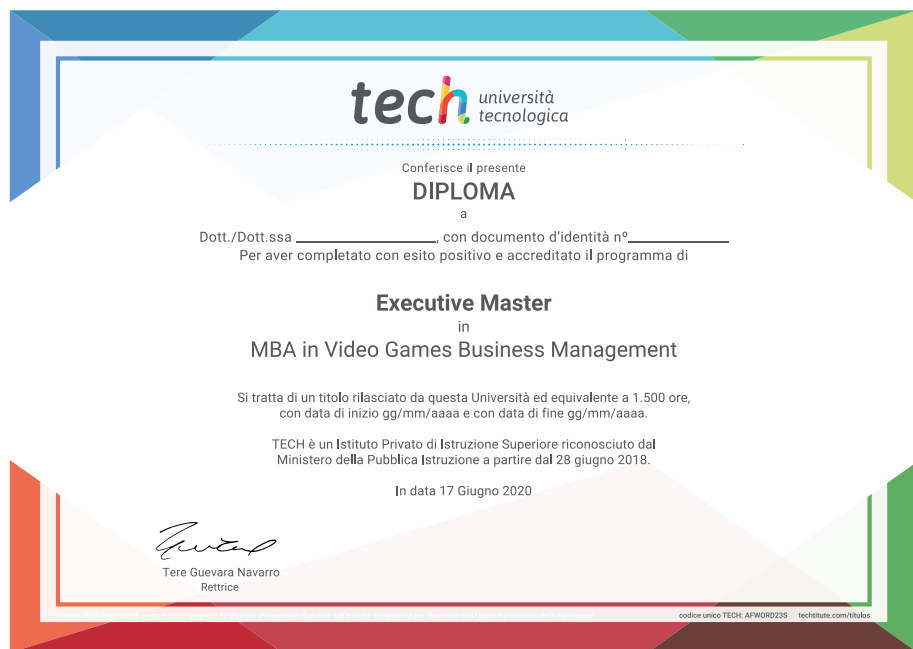 tech università
tecnologica
Conferisce il presente
DIPLOMA
a
Dott./Dott.ssa ________________, con documento d'identità nº____________
Per aver completato con esito positivo e accreditato il programma di
Executive Master
in
MBA in Video Games Business Management
Si tratta di un titolo rilasciato da questa Università ed equivalente a 1.500 ore,
con data di inizio gg/mm/aaaa e con data di fine gg/mm/aaaa.
TECH è un Istituto Privato di Istruzione Superiore riconosciuto dal
Ministero della Pubblica Istruzione a partire dal 28 giugno 2018.
In data 17 Giugno 2020
Tere Guevara Navarro
Rettrice
codice unico TECH: AFWORD23S techtitute.com/titulos